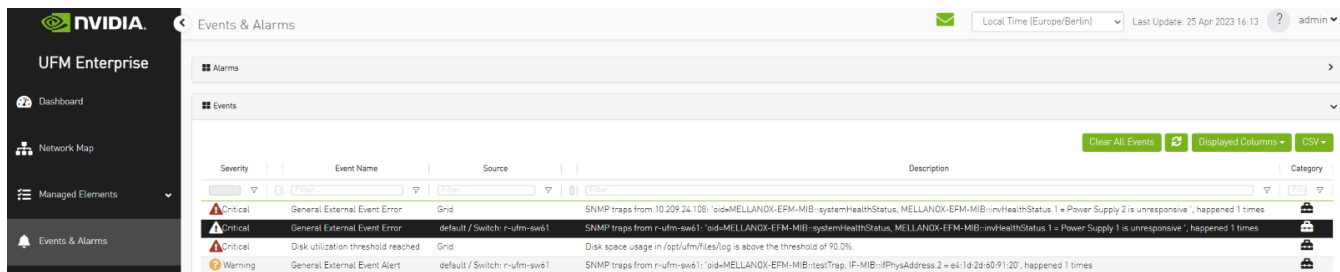 NVIDIA.
Events & Alarms
Local Time (Europe/Berlin)
Last Update: 25 Apr 2023 16:13
?
admin
UFM Enterprise
Dashboard
Network Map
Managed Elements
Events & Alarms
Alarms
Events
Clear All Events
Displayed Columns
CSV
Severity Event Name Source Description Category
Filter... Filter... Filter... Filt
Critical General External Event Error Grid SNMP traps from 10.209.24.108: 'oid=MELLANOX-EFM-MIB::systemHealthStatus, MELLANOX-EFM-MIB::invHealthStatus.1 = Power Supply 2 is unresponsive ', happened 1 times
Critical General External Event Error default / Switch: r-ufm-sw61 SNMP traps from r-ufm-sw61: 'oid=MELLANOX-EFM-MIB::systemHealthStatus, MELLANOX-EFM-MIB::invHealthStatus.1 = Power Supply 1 is unresponsive ', happened 1 times
Critical Disk utilization threshold reached Grid Disk space usage in /opt/ufm/files/log is above the threshold of 90.0%.
Warning General External Event Alert default / Switch: r-ufm-sw61 SNMP traps from r-ufm-sw61: 'oid=MELLANOX-EFM-MIB::testTrap, IF-MIB::ifPhysAddress.2 = e4:1d:2d:60:91:20', happened 1 times